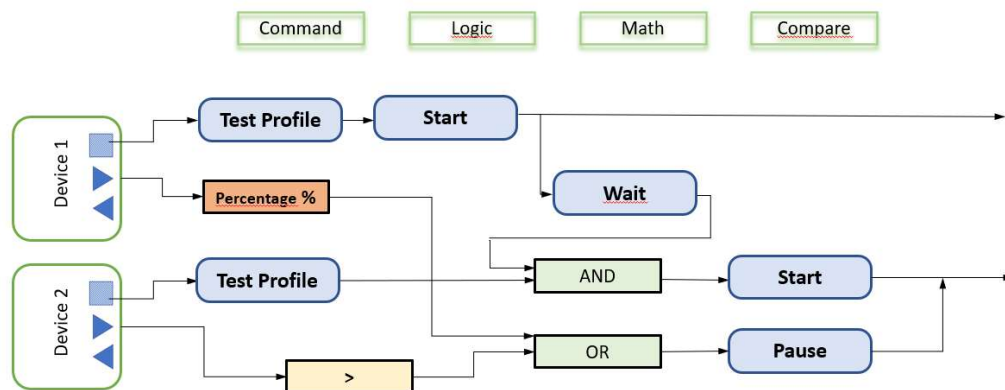 Command
Logic
Math
Compare
Device 1
Test Profile
Start
Percentage %
Wait
Device 2
Test Profile
AND
Start
OR
Pause
>